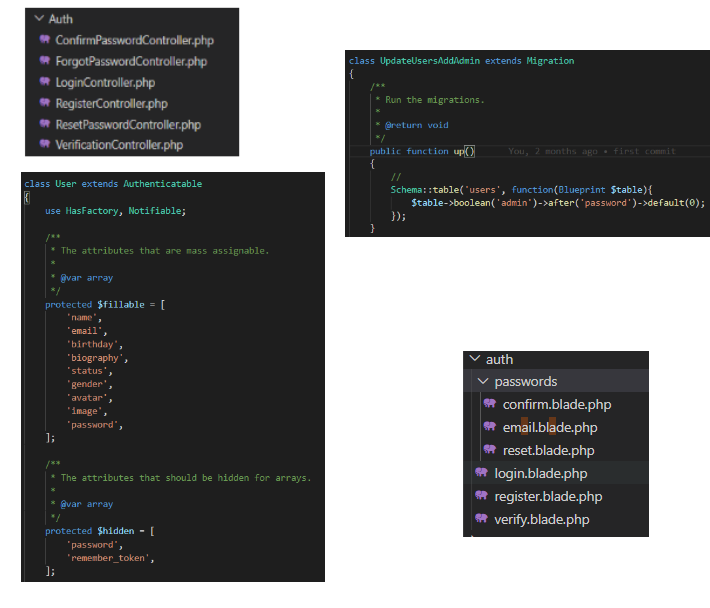 Auth
ConfirmPasswordController.php
ForgotPasswordController.php
LoginController.php
RegisterController.php
ResetPasswordController.php
VerificationController.php
class UpdateUsersAddAdmin extends Migration
{
/**
* Run the migrations.
*
* @return void
*/
public function up() You, 2 months ago • first commit
{
//
Schema::table('users', function(Blueprint $table){
$table->boolean('admin')->after('password')->default(0);
});
}
class User extends Authenticatable
{
use HasFactory, Notifiable;
/**
* The attributes that are mass assignable.
*
* @var array
*/
protected $fillable = [
'name',
'email',
'birthday',
'biography',
'status',
'gender',
'avatar',
'image',
'password',
];
/**
* The attributes that should be hidden for arrays.
*
* @var array
*/
protected $hidden = [
'password',
'remember_token',
];
auth
passwords
confirm.blade.php
email.blade.php
reset.blade.php
login.blade.php
register.blade.php
verify.blade.php